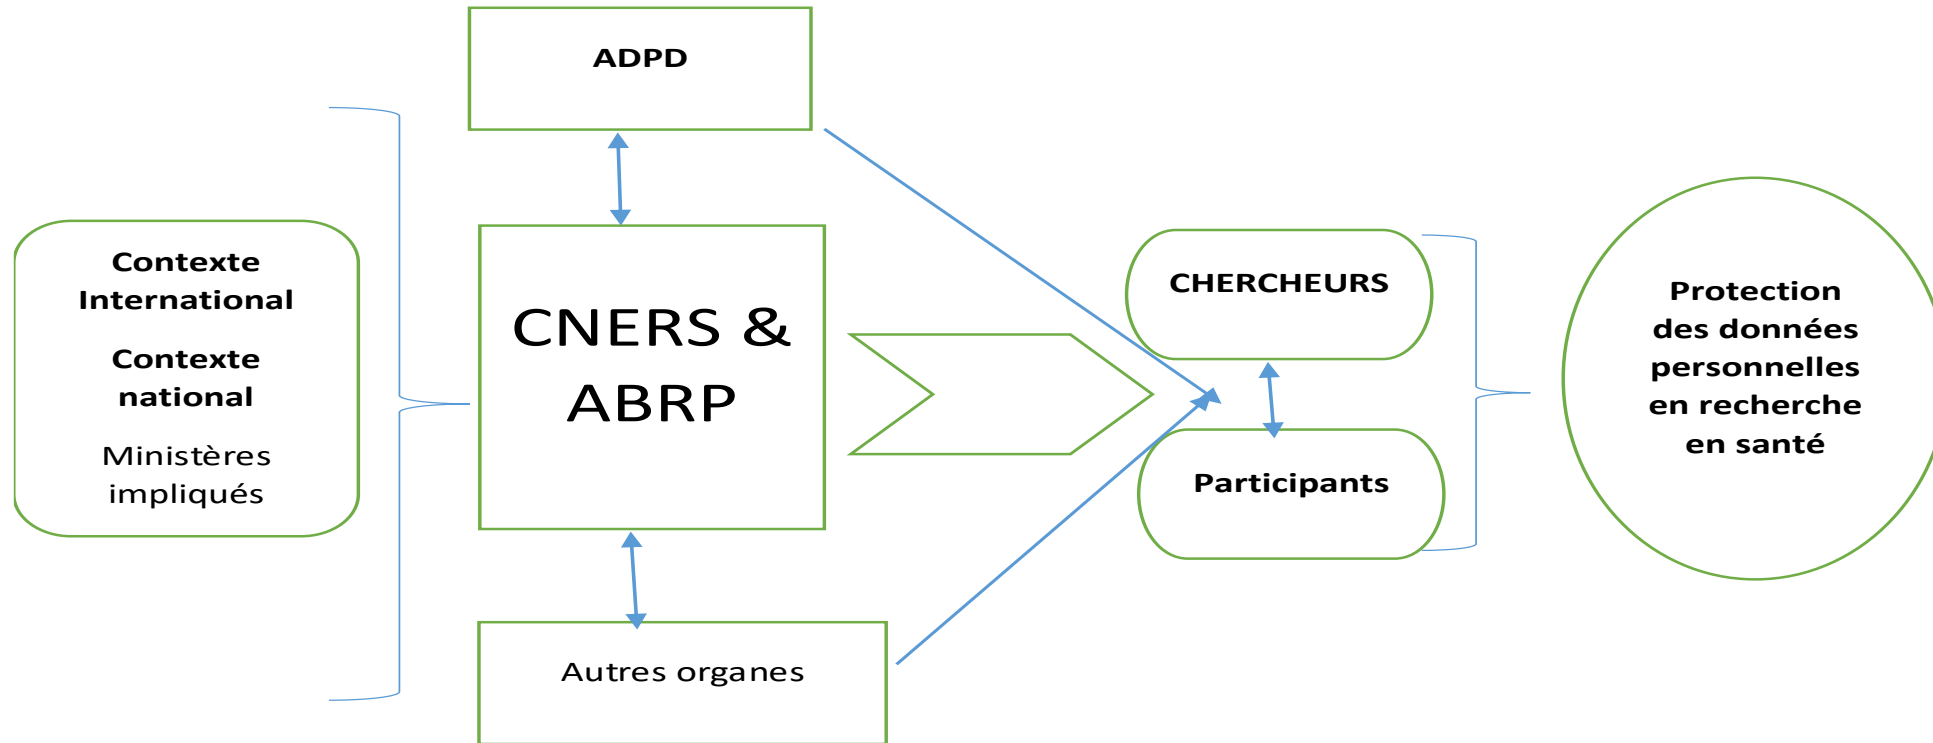 ADPD
Contexte
International
Contexte
national
Ministères
impliqués
CNERS &
ABRP
Autres organes
CHERCHEURS
Participants
Protection
des données
personnelles
en recherche
en santé